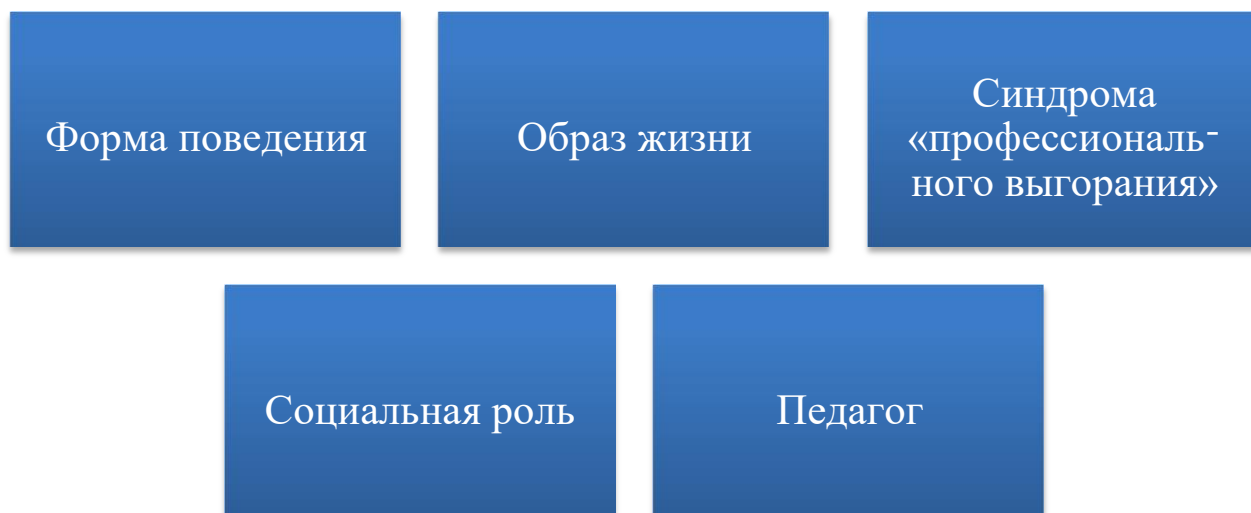 Форма поведения
Образ жизни
Синдрома
«профессиональ-
ного выгорания»
Социальная роль
Педагог